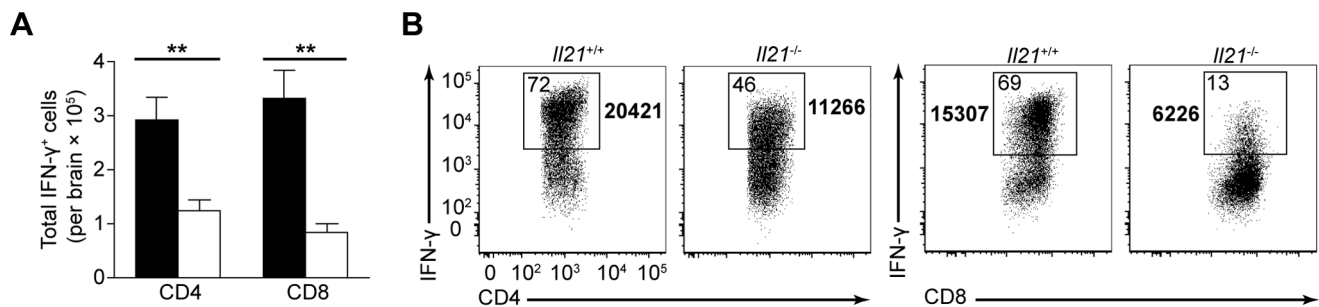 A
** **
Total IFN-γ⁺ cells
(per brain × 10⁵)
4
3
2
1
0
CD4 CD8
B
Il21⁺/⁺ Il21⁻/⁻ Il21⁺/⁺ Il21⁻/⁻
IFN-γ
10⁵
10⁴
10³
10²
0
72
20421
46
11266
0 10² 10³ 10⁴ 10⁵
CD4
IFN-γ
15307
69
6226
13
CD8